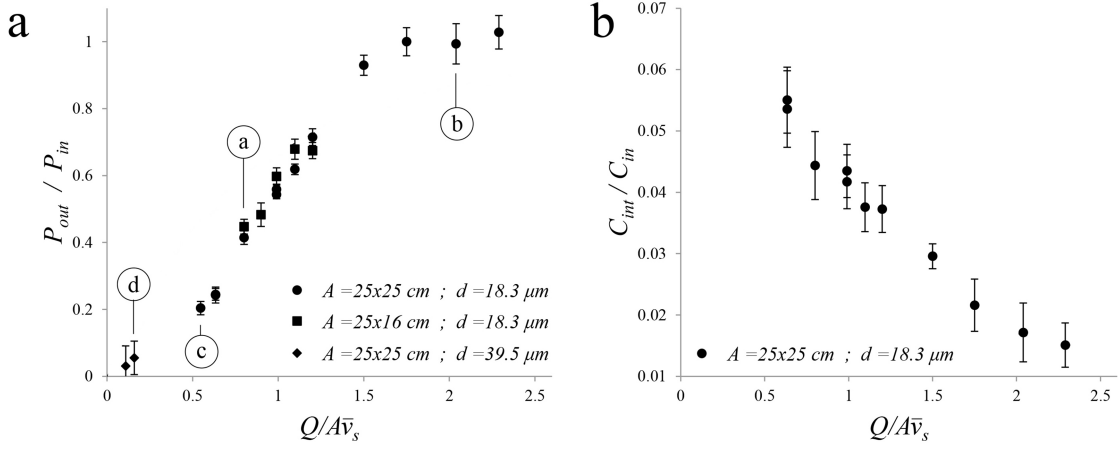 a
P_out / P_in
1
0.8
0.6
0.4
0.2
0
a
b
c
d
A =25x25 cm ; d =18.3 μm
A =25x16 cm ; d =18.3 μm
A =25x25 cm ; d =39.5 μm
0 0.5 1 1.5 2 2.5
Q/Av̄_s
b
C_int / C_in
0.07
0.06
0.05
0.04
0.03
0.02
0.01
A =25x25 cm ; d =18.3 μm
0 0.5 1 1.5 2 2.5
Q/Av̄_s